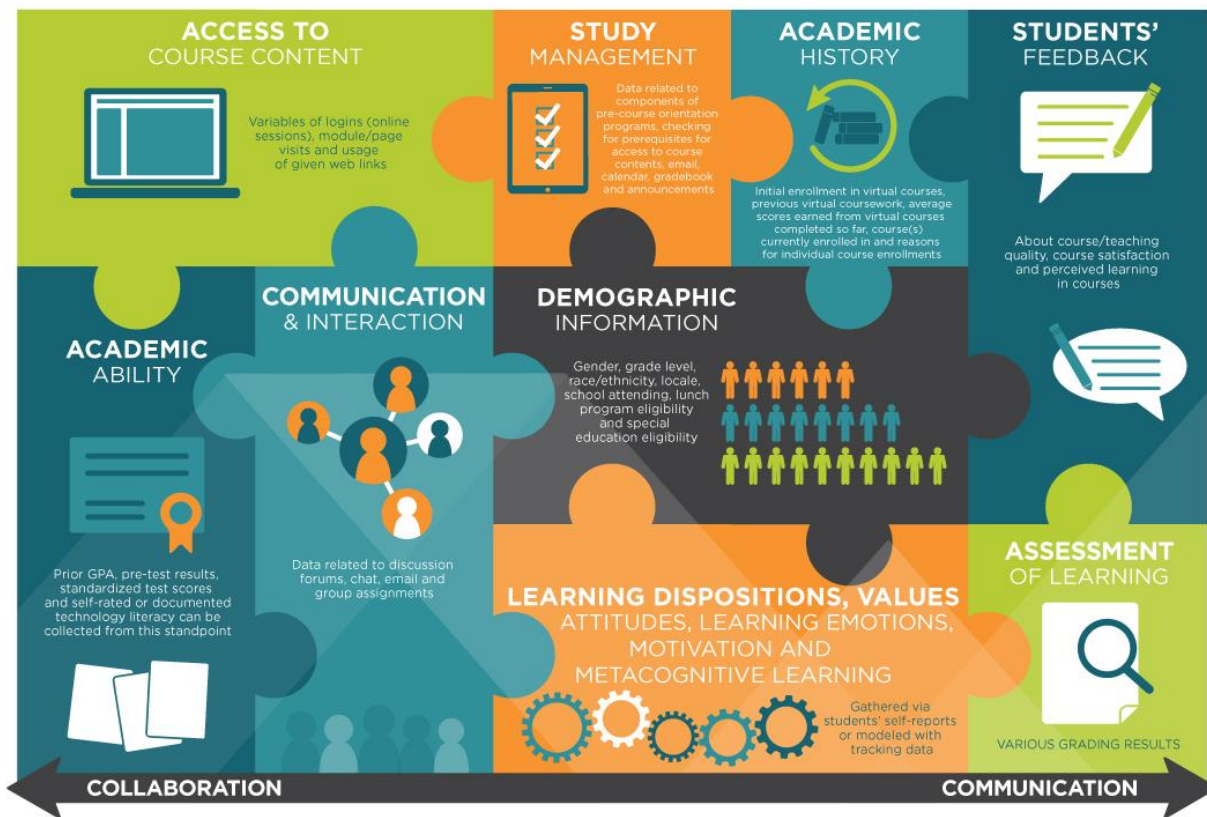 ACCESS TO
COURSE CONTENT
Variables of logins (online
sessions), module/page
visits and usage
of given web links
STUDY
MANAGEMENT
Data related to
components of
pre-course orientation
programs, checking
for prerequisites for
access to course
contents, email,
calendar, gradebook
and announcements
ACADEMIC
HISTORY
Initial enrollment in virtual courses,
previous virtual coursework, average
scores earned from virtual courses
completed so far, course(s)
currently enrolled in and reasons
for individual course enrollments
STUDENTS'
FEEDBACK
About course/teaching
quality, course satisfaction
and perceived learning
in courses
ACADEMIC
ABILITY
Prior GPA, pre-test results,
standardized test scores
and self-rated or documented
technology literacy can be
collected from this standpoint
COMMUNICATION
& INTERACTION
Data related to discussion
forums, chat, email and
group assignments
DEMOGRAPHIC
INFORMATION
Gender, grade level,
race/ethnicity, locale,
school attending, lunch
program eligibility
and special
education eligibility
LEARNING DISPOSITIONS, VALUES
ATTITUDES, LEARNING EMOTIONS,
MOTIVATION AND
METACOGNITIVE LEARNING
Gathered via
students' self-reports
or modeled with
tracking data
ASSESSMENT
OF LEARNING
VARIOUS GRADING RESULTS
COLLABORATION
COMMUNICATION